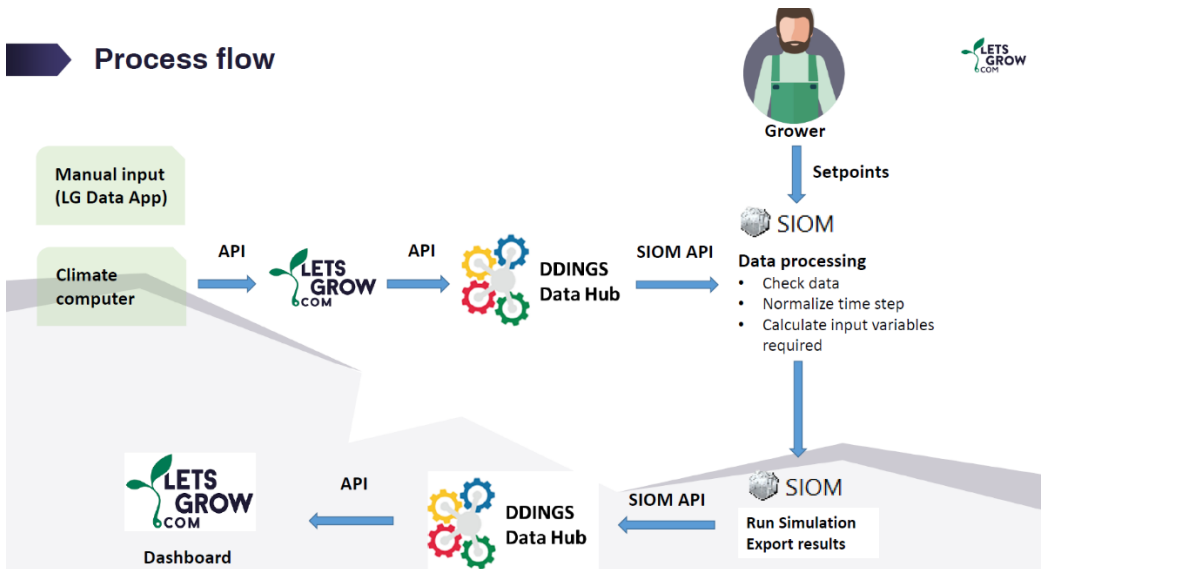 Process flow
LETS
GROW
COM
Grower
Setpoints
Manual input
(LG Data App)
Climate
computer
API
LETS
GROW
.COM
API
DDINGS
Data Hub
SIOM API
SIOM
Data processing
• Check data
• Normalize time step
• Calculate input variables
required
LETS
GROW
COM
Dashboard
API
DDINGS
Data Hub
SIOM API
SIOM
Run Simulation
Export results